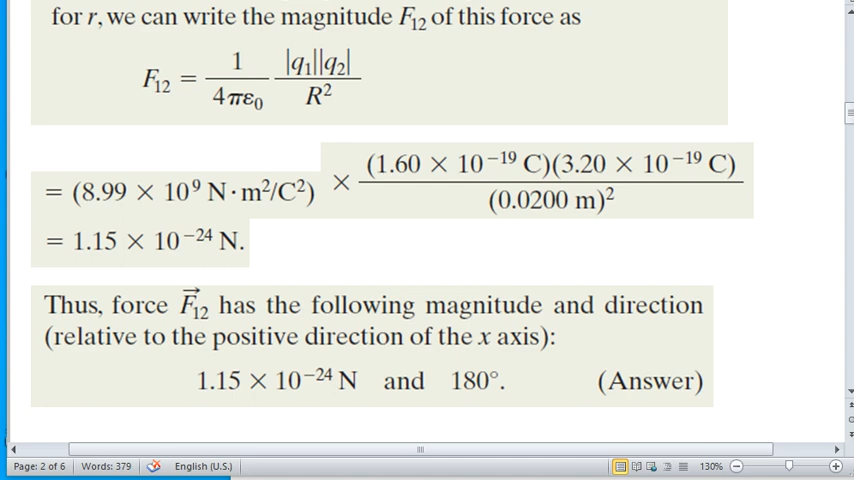 for r, we can write the magnitude F₁₂ of this force as
F₁₂ = 1/4πε₀ |q₁||q₂|/R²
= (8.99 × 10⁹ N·m²/C²) × (1.60 × 10⁻¹⁹ C)(3.20 × 10⁻¹⁹ C)/(0.0200 m)²
= 1.15 × 10⁻²⁴ N.
Thus, force F⃗₁₂ has the following magnitude and direction
(relative to the positive direction of the x axis):
1.15 × 10⁻²⁴ N and 180°. (Answer)
Page: 2 of 6 Words: 379 English (U.S.) 130%